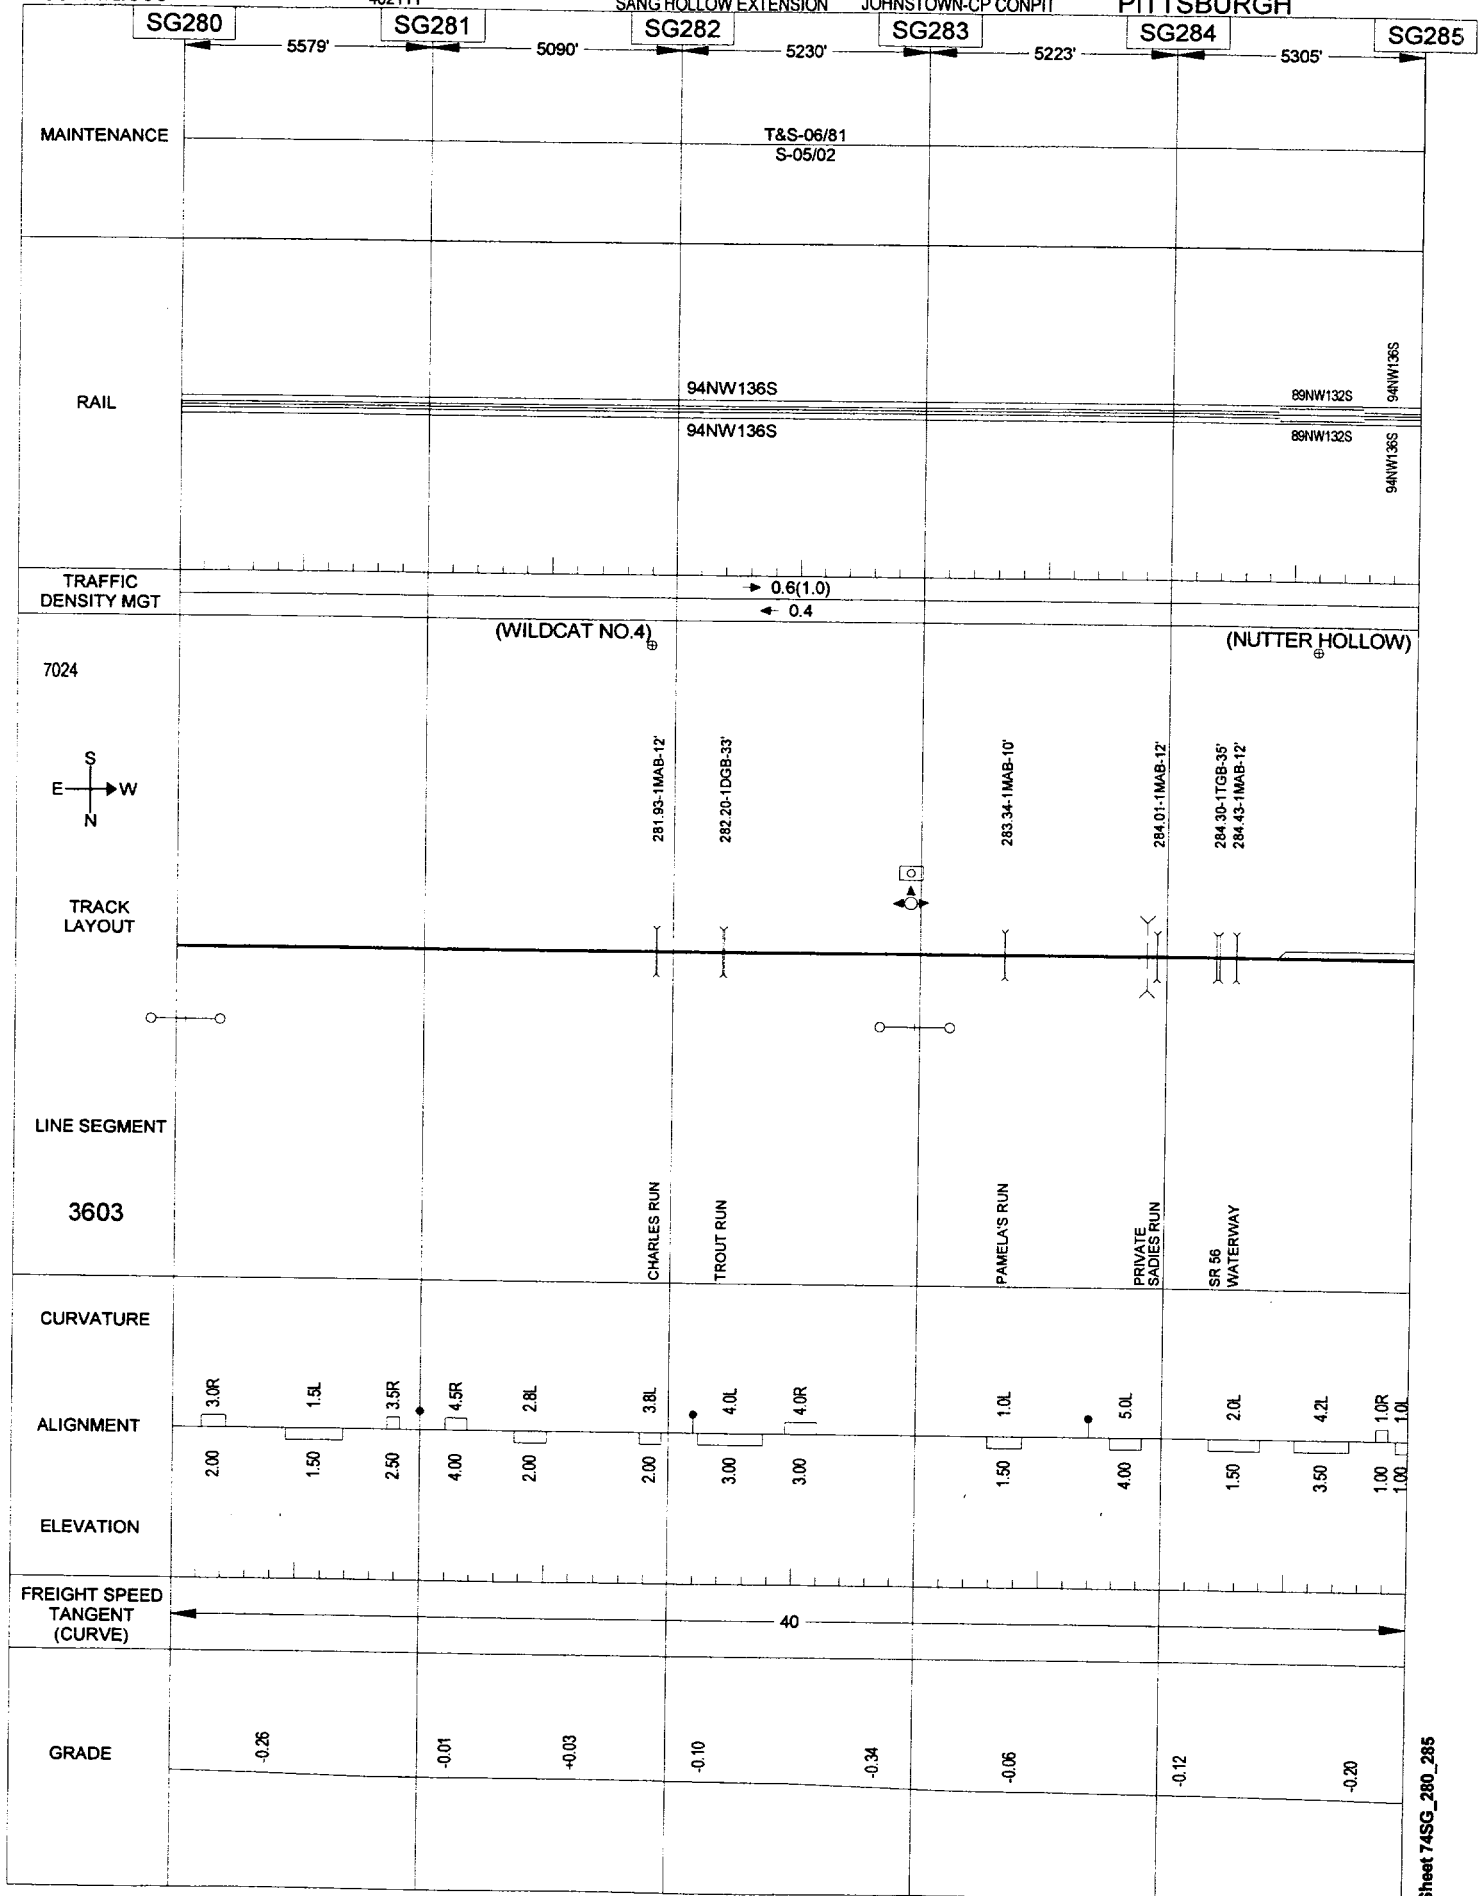 SANG HOLLOW EXTENSION JOHNSTOWN-CP CONPIT PITTSBURGH
SG280 SG281 SG282 SG283 SG284 SG285
5579' 5090' 5230' 5223' 5305'
MAINTENANCE
T&S-06/81
S-05/02
RAIL
94NW136S 89NW132S 94NW136S
94NW136S 89NW132S 94NW136S
TRAFFIC
DENSITY MGT
0.6(1.0)
0.4
(WILDCAT NO.4) (NUTTER HOLLOW)
7024
S
E W
N
281.93-1MAB-12'
282.20-1DGB-33'
283.34-1MAB-10'
284.01-1MAB-12'
284.30-1TGB-35'
284.43-1MAB-12'
TRACK
LAYOUT
LINE SEGMENT
3603
CHARLES RUN
TROUT RUN
PAMELA'S RUN
PRIVATE
SADIES RUN
SR 56
WATERWAY
CURVATURE
ALIGNMENT
3.0R 1.5L 3.5R 4.5R 2.8L 3.8L 4.0L 4.0R 1.0L 5.0L 2.0L 4.2L 1.0R 1.0L
2.00 1.50 2.50 4.00 2.00 2.00 3.00 3.00 1.50 4.00 1.50 3.50 1.00 1.00
ELEVATION
FREIGHT SPEED
TANGENT
(CURVE)
40
GRADE
-0.26 -0.01 +0.03 -0.10 -0.34 -0.06 -0.12 -0.20
Sheet 74SG_280_285